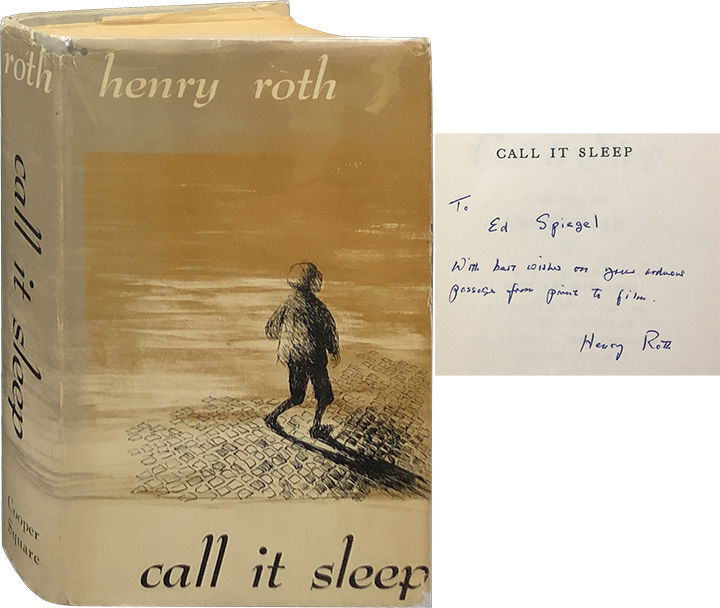 roth
call it sleep
Cooper
Square
henry roth
call it sleep
CALL IT SLEEP
To
Ed Spiegel
With best wishes on your arduous
passage from print to film.
Henry Roth